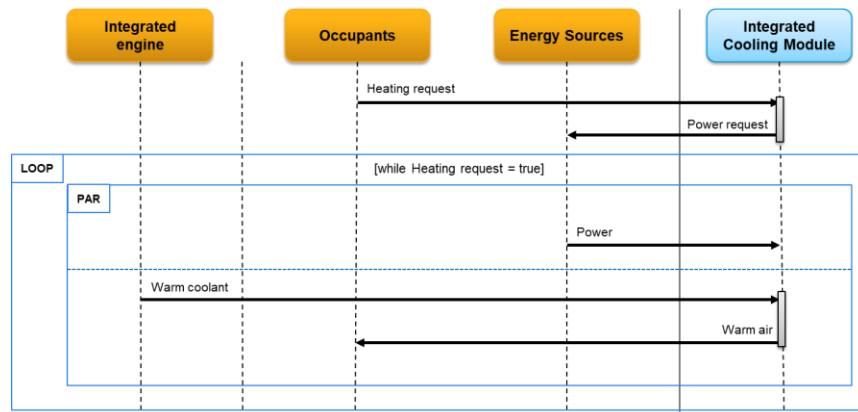 Integrated
engine
Occupants
Energy Sources
Integrated
Cooling Module
Heating request
Power request
LOOP
[while Heating request = true]
PAR
Power
Warm coolant
Warm air